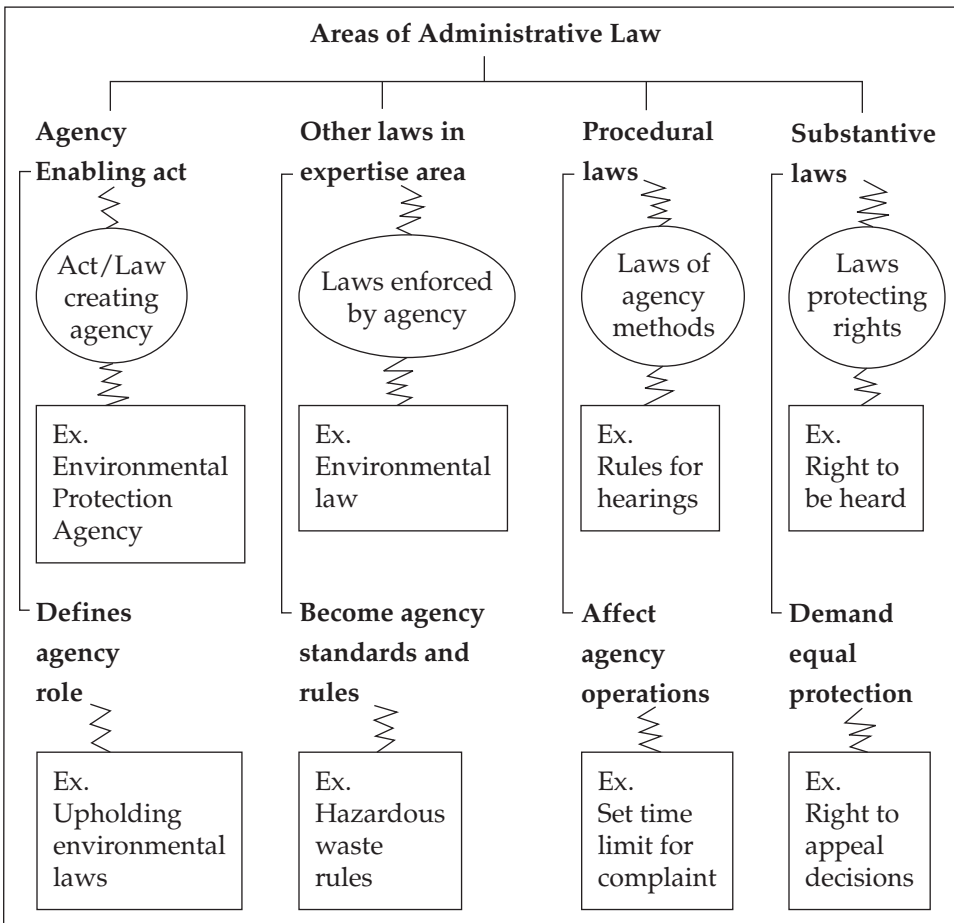 Areas of Administrative Law
Agency
Enabling act
Act/Law
creating
agency
Ex.
Environmental
Protection
Agency
Defines
agency
role
Ex.
Upholding
environmental
laws
Other laws in
expertise area
Laws enforced
by agency
Ex.
Environmental
law
Become agency
standards and
rules
Ex.
Hazardous
waste
rules
Procedural
laws
Laws of
agency
methods
Ex.
Rules for
hearings
Affect
agency
operations
Ex.
Set time
limit for
complaint
Substantive
laws
Laws
protecting
rights
Ex.
Right to
be heard
Demand
equal
protection
Ex.
Right to
appeal
decisions